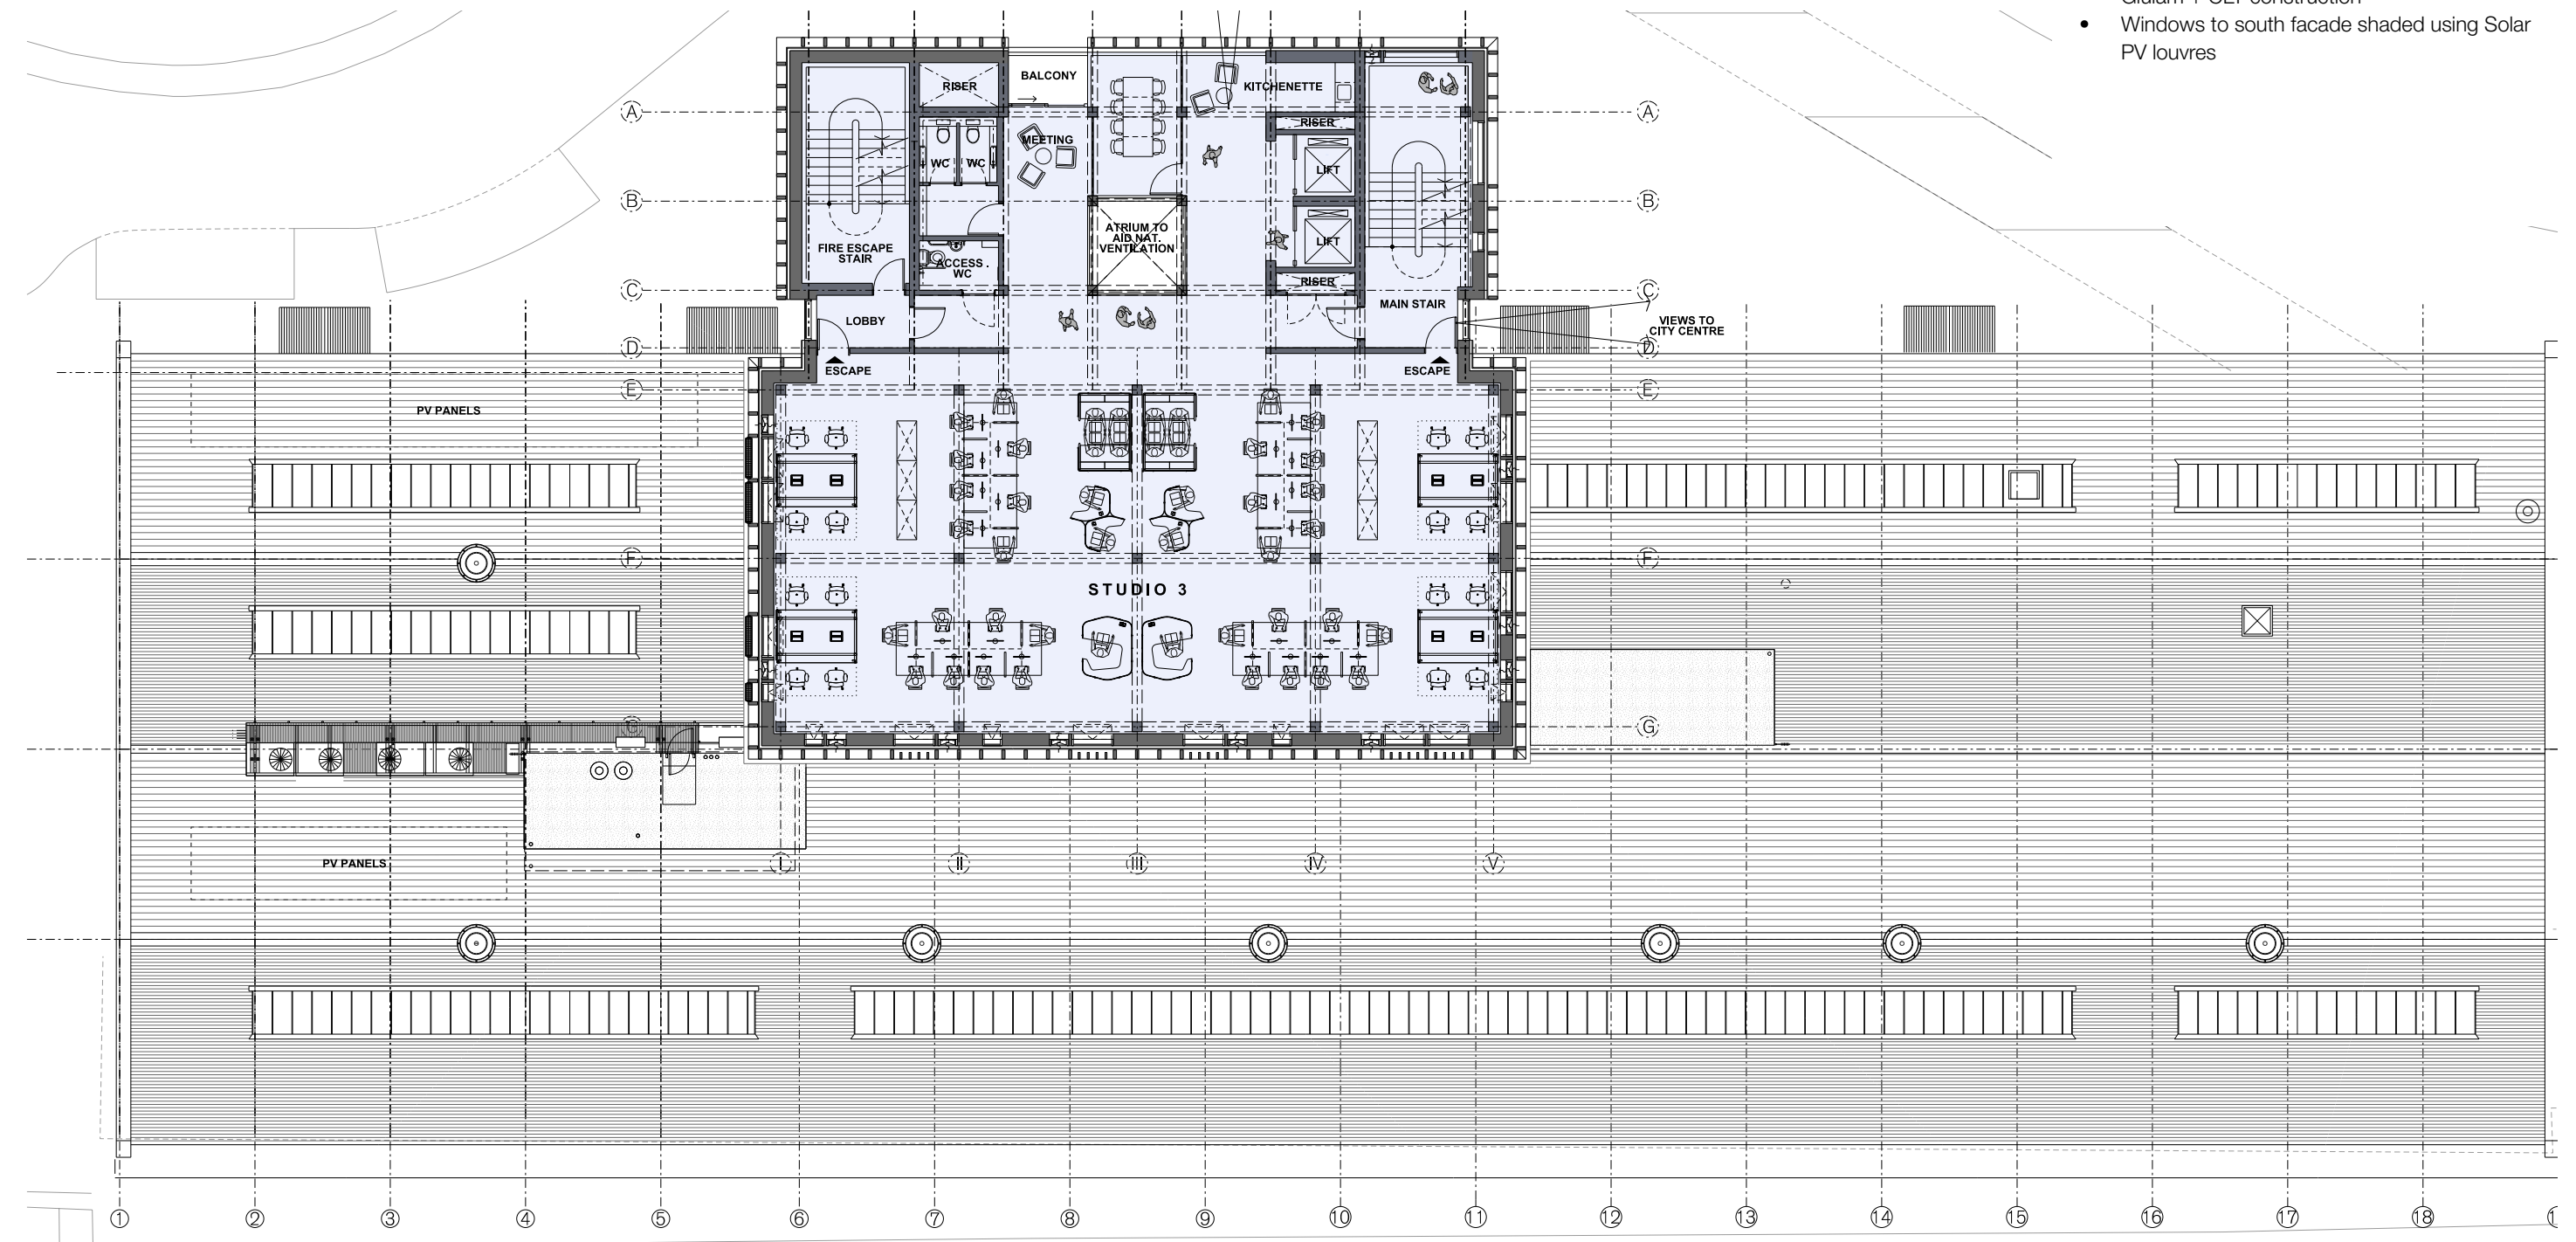 Glulam + CLT construction
• Windows to south facade shaded using Solar
PV louvres
BALCONY
RISER
KITCHENETTE
A
A
RISER
MEETING
WC
WC
LIFT
B
B
ATRIUM TO
AID NAT.
VENTILATION
LIFT
FIRE ESCAPE
STAIR
ACCESS.
WC
RISER
C
C
MAIN STAIR
LOBBY
VIEWS TO
CITY CENTRE
D
D
ESCAPE
ESCAPE
E
E
PV PANELS
F
F
STUDIO 3
G
G
PV PANELS
I
II
III
IV
V
1
2
3
4
5
6
7
8
9
10
11
12
13
14
15
16
17
18